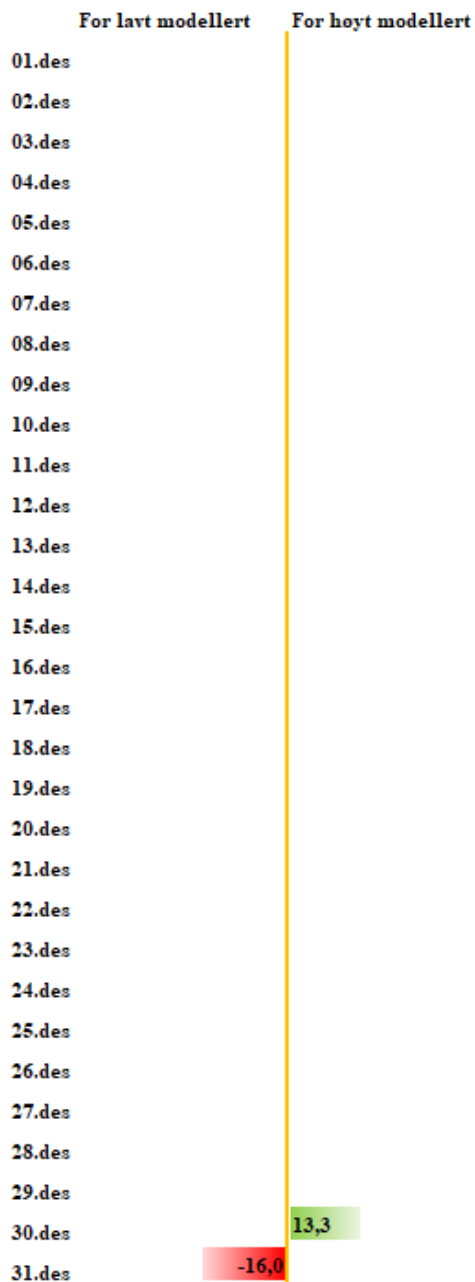 For lavt modellert For høyt modellert
01.des
02.des
03.des
04.des
05.des
06.des
07.des
08.des
09.des
10.des
11.des
12.des
13.des
14.des
15.des
16.des
17.des
18.des
19.des
20.des
21.des
22.des
23.des
24.des
25.des
26.des
27.des
28.des
29.des
30.des 13,3
31.des -16,0